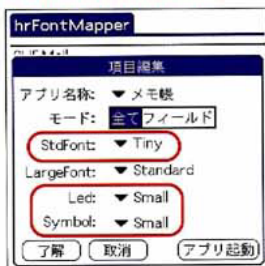 hrFontMapper
項目編集
アプリ名称: ▼ メモ帳
モード: 全て フィールド
StdFont: ▼ Tiny
LargeFont: ▼ Standard
Led: ▼ Small
Symbol: ▼ Small
了解 取消 アプリ起動